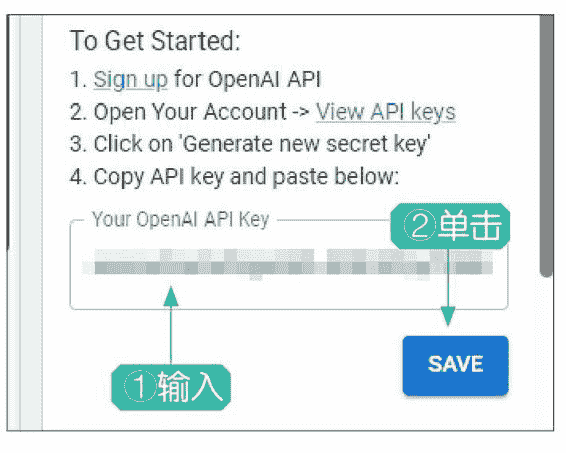 To Get Started:
1. Sign up for OpenAI API
2. Open Your Account -> View API keys
3. Click on 'Generate new secret key'
4. Copy API key and paste below:
Your OpenAI API Key
②单击
SAVE
①输入